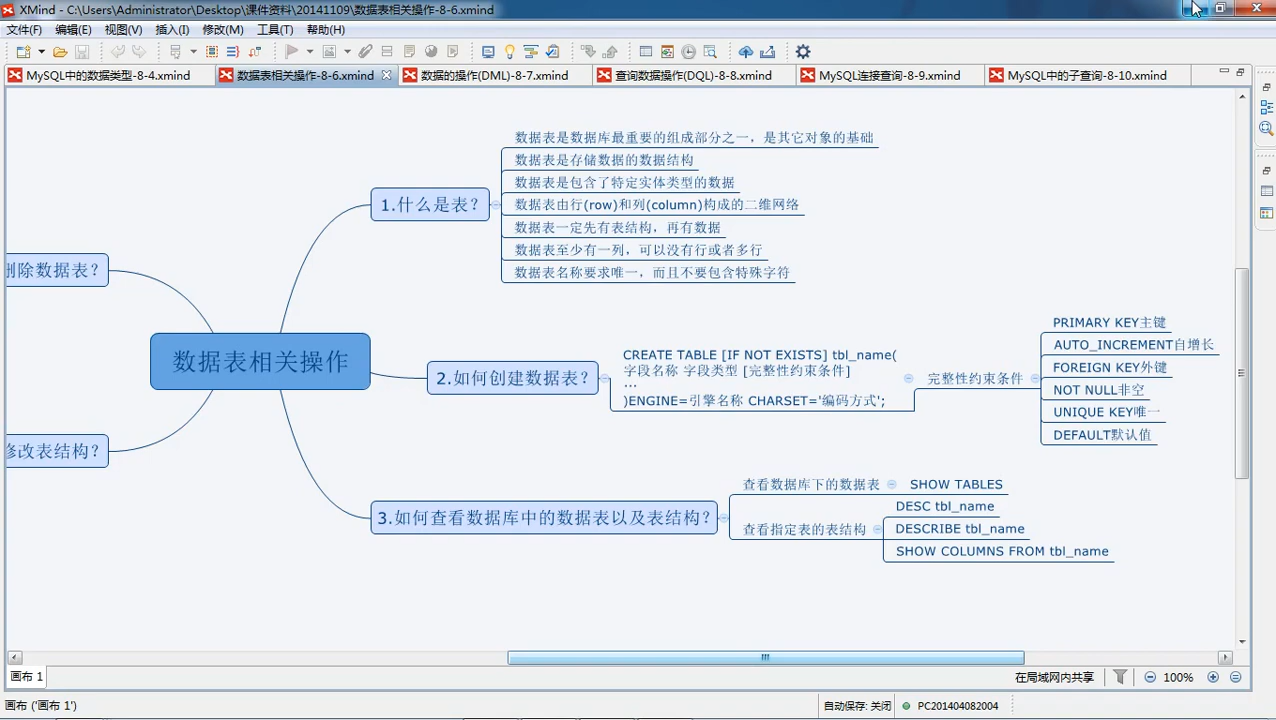 XMind - C:\Users\Administrator\Desktop\课件资料\20141109\数据表相关操作-8-6.xmind
文件(F) 编辑(E) 视图(V) 插入(I) 修改(M) 工具(T) 帮助(H)
MySQL中的数据类型-8-4.xmind 数据表相关操作-8-6.xmind 数据的操作(DML)-8-7.xmind 查询数据操作(DQL)-8-8.xmind MySQL连接查询-8-9.xmind MySQL中的子查询-8-10.xmind
数据表是数据库最重要的组成部分之一，是其它对象的基础
数据表是存储数据的数据结构
数据表是包含了特定实体类型的数据
1.什么是表？
数据表由行(row)和列(column)构成的二维网络
数据表一定先有表结构，再有数据
数据表至少有一列，可以没有行或者多行
数据表名称要求唯一，而且不要包含特殊字符
删除数据表？
数据表相关操作
修改表结构？
2.如何创建数据表？
CREATE TABLE [IF NOT EXISTS] tbl_name(
字段名称 字段类型 [完整性约束条件]
...
)ENGINE=引擎名称 CHARSET='编码方式';
完整性约束条件
PRIMARY KEY主键
AUTO_INCREMENT自增长
FOREIGN KEY外键
NOT NULL非空
UNIQUE KEY唯一
DEFAULT默认值
3.如何查看数据库中的数据表以及表结构？
查看数据库下的数据表 SHOW TABLES
查看指定表的表结构
DESC tbl_name
DESCRIBE tbl_name
SHOW COLUMNS FROM tbl_name
画布 1
在局域网内共享 100%
画布 ('画布 1')
自动保存: 关闭 PC201404082004